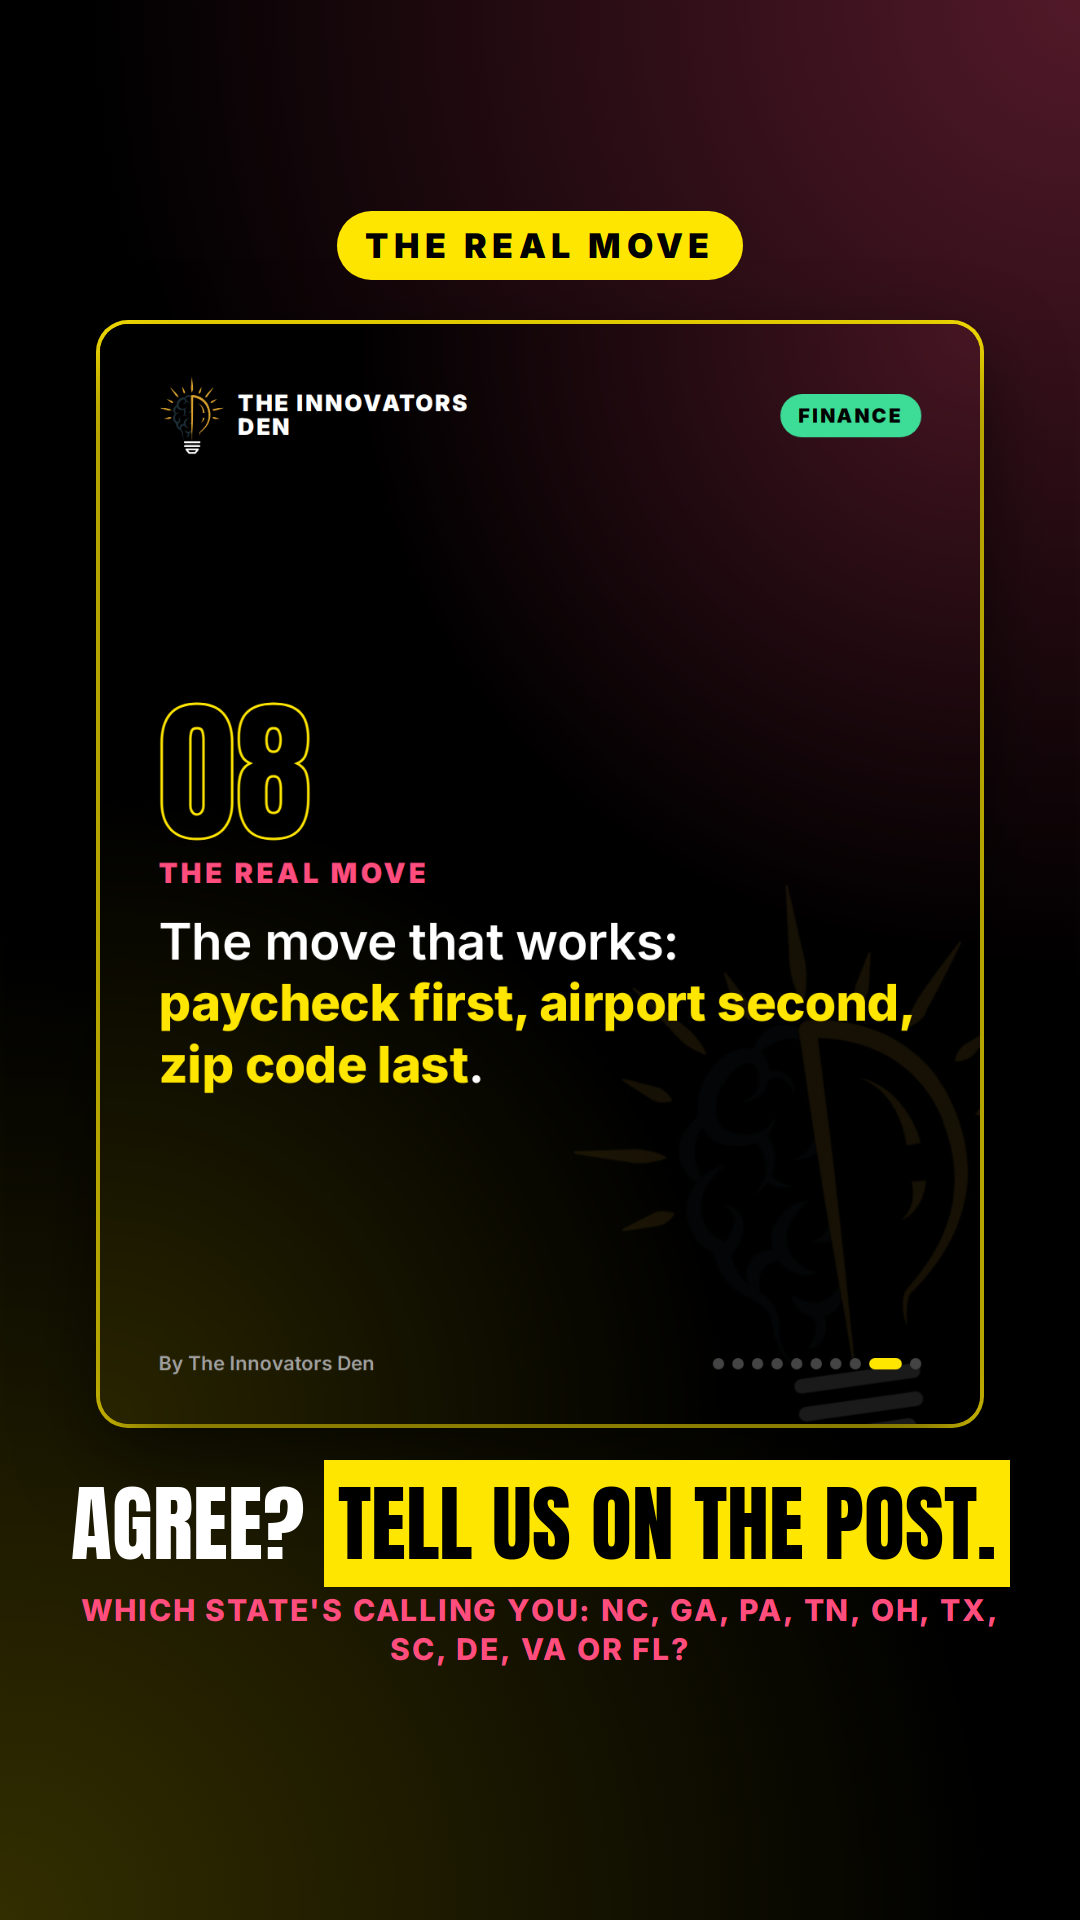 THE REAL MOVE
THE INNOVATORS
DEN
FINANCE
08
THE REAL MOVE
The move that works:
paycheck first, airport second,
zip code last.
By The Innovators Den
AGREE? TELL US ON THE POST.
WHICH STATE'S CALLING YOU: NC, GA, PA, TN, OH, TX,
SC, DE, VA OR FL?